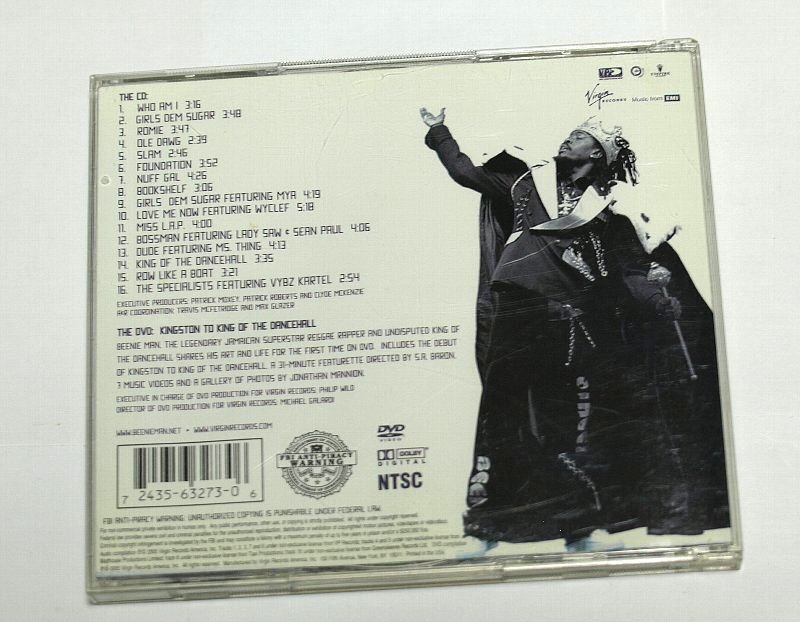 THE CD:
1. WHO AM I 3:16
2. GIRLS DEM SUGAR 3:48
3. ROMIE 3:47
4. OLE DAWG 2:39
5. SLAM 2:46
6. FOUNDATION 3:52
7. NUFF GAL 4:26
8. BOOKSHELF 3:06
9. GIRLS DEM SUGAR FEATURING MYA 4:19
10. LOVE ME NOW FEATURING WYCLEF 5:18
11. MISS L.A.P. 4:00
12. BOSSMAN FEATURING LADY SAW & SEAN PAUL 4:06
13. DUDE FEATURING MS. THING 4:13
14. KING OF THE DANCEHALL 3:35
15. ROW LIKE A BOAT 3:21
16. THE SPECIALISTS FEATURING VYBZ KARTEL 2:54
EXECUTIVE PRODUCERS: PATRICK MOXEY, PATRICK ROBERTS AND CLYDE MCKENZIE
A&R COORDINATION: TRAVIS MCFETRIDGE AND MAX GLAZER
THE DVD: KINGSTON TO KING OF THE DANCEHALL
BEENIE MAN, THE LEGENDARY JAMAICAN SUPERSTAR REGGAE RAPPER AND UNDISPUTED KING OF
THE DANCEHALL SHARES HIS ART AND LIFE FOR THE FIRST TIME ON DVD. INCLUDES THE DEBUT
OF KINGSTON TO KING OF THE DANCEHALL, A 31-MINUTE FEATURETTE DIRECTED BY S.A. BARON,
7 MUSIC VIDEOS AND A GALLERY OF PHOTOS BY JONATHAN MANNION.
EXECUTIVE IN CHARGE OF DVD PRODUCTION FOR VIRGIN RECORDS: PHILIP WILD
DIRECTOR OF DVD PRODUCTION FOR VIRGIN RECORDS: MICHAEL GALARDI
WWW.BEENIEMAN.NET • WWW.VIRGINRECORDS.COM
7 2435-63273-0 6
FBI ANTI-PIRACY
WARNING
DVD
VIDEO
DOLBY
DIGITAL
NTSC
VP
Virgin
RECORDS
Music from EMI
FBI ANTI-PIRACY WARNING: UNAUTHORIZED COPYING IS PUNISHABLE UNDER FEDERAL LAW.